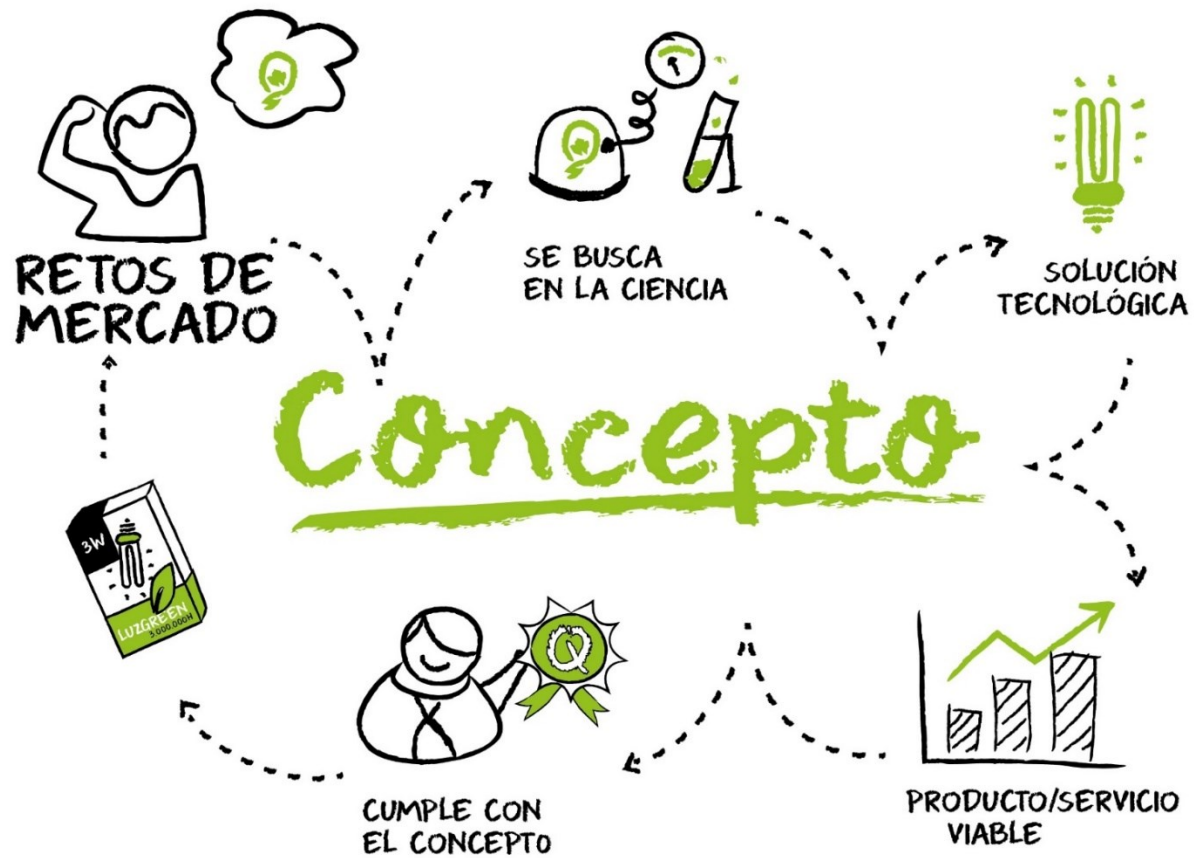 RETOS DE
MERCADO
SE BUSCA
EN LA CIENCIA
SOLUCIÓN
TECNOLÓGICA
Concepto
3W
LUZGREEN
3.000.000H
Q
CUMPLE CON
EL CONCEPTO
PRODUCTO/SERVICIO
VIABLE